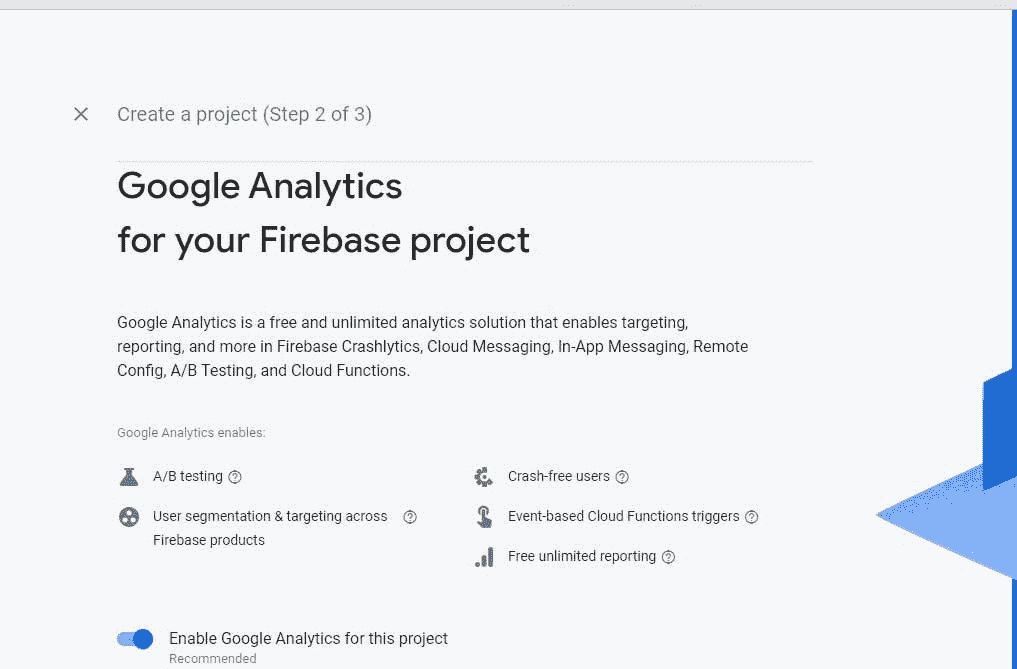 Create a project (Step 2 of 3)
Google Analytics
for your Firebase project
Google Analytics is a free and unlimited analytics solution that enables targeting,
reporting, and more in Firebase Crashlytics, Cloud Messaging, In-App Messaging, Remote
Config, A/B Testing, and Cloud Functions.
Google Analytics enables:
A/B testing
User segmentation & targeting across
Firebase products
Crash-free users
Event-based Cloud Functions triggers
Free unlimited reporting
Enable Google Analytics for this project
Recommended